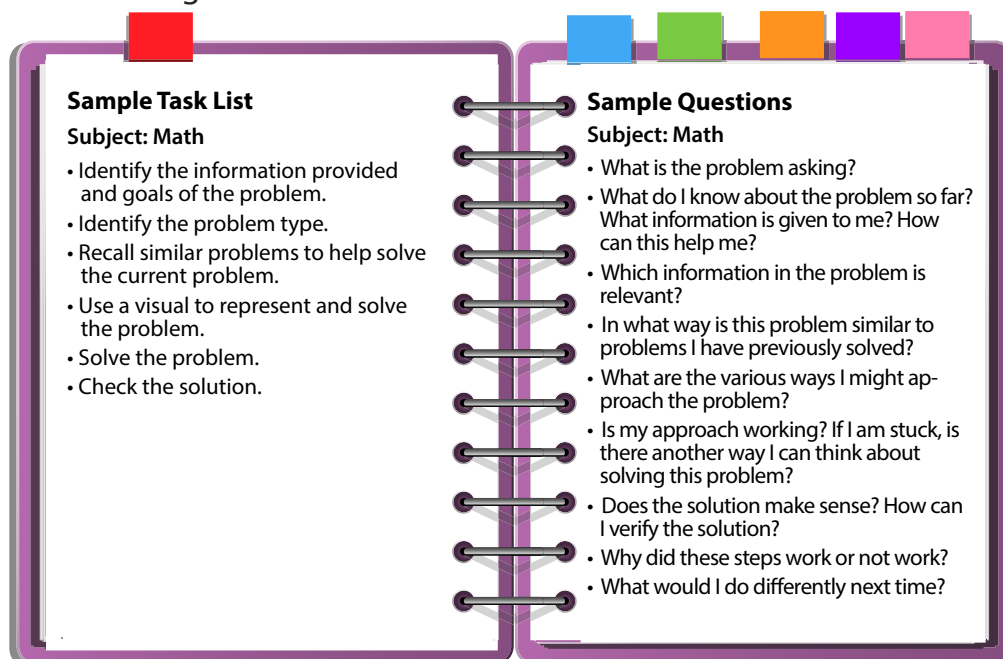 Sample Task List
Subject: Math
• Identify the information provided
and goals of the problem.
• Identify the problem type.
• Recall similar problems to help solve
the current problem.
• Use a visual to represent and solve
the problem.
• Solve the problem.
• Check the solution.
Sample Questions
Subject: Math
• What is the problem asking?
• What do I know about the problem so far?
What information is given to me? How
can this help me?
• Which information in the problem is
relevant?
• In what way is this problem similar to
problems I have previously solved?
• What are the various ways I might ap-
proach the problem?
• Is my approach working? If I am stuck, is
there another way I can think about
solving this problem?
• Does the solution make sense? How can
I verify the solution?
• Why did these steps work or not work?
• What would I do differently next time?